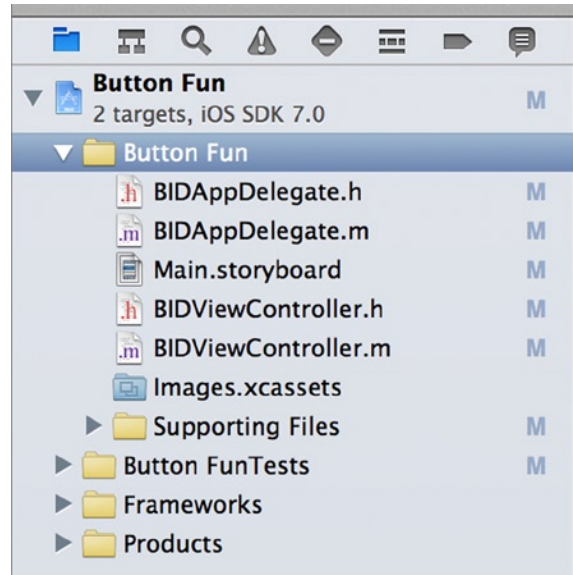 Button Fun
M
2 targets, iOS SDK 7.0
Button Fun
.h BIDAppDelegate.h M
.m BIDAppDelegate.m M
Main.storyboard M
.h BIDViewController.h M
.m BIDViewController.m M
Images.xcassets
Supporting Files M
Button FunTests M
Frameworks
Products